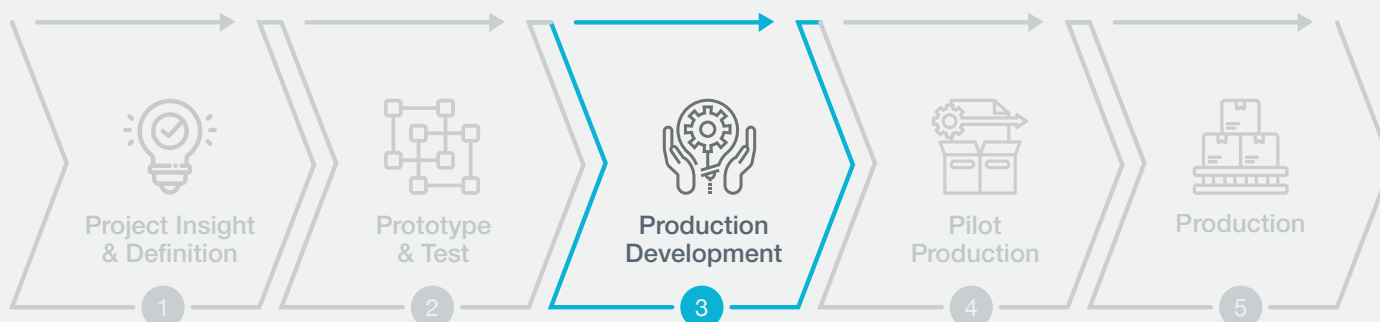 Project Insight
& Definition
1
Prototype
& Test
2
Production
Development
3
Pilot
Production
4
Production
5